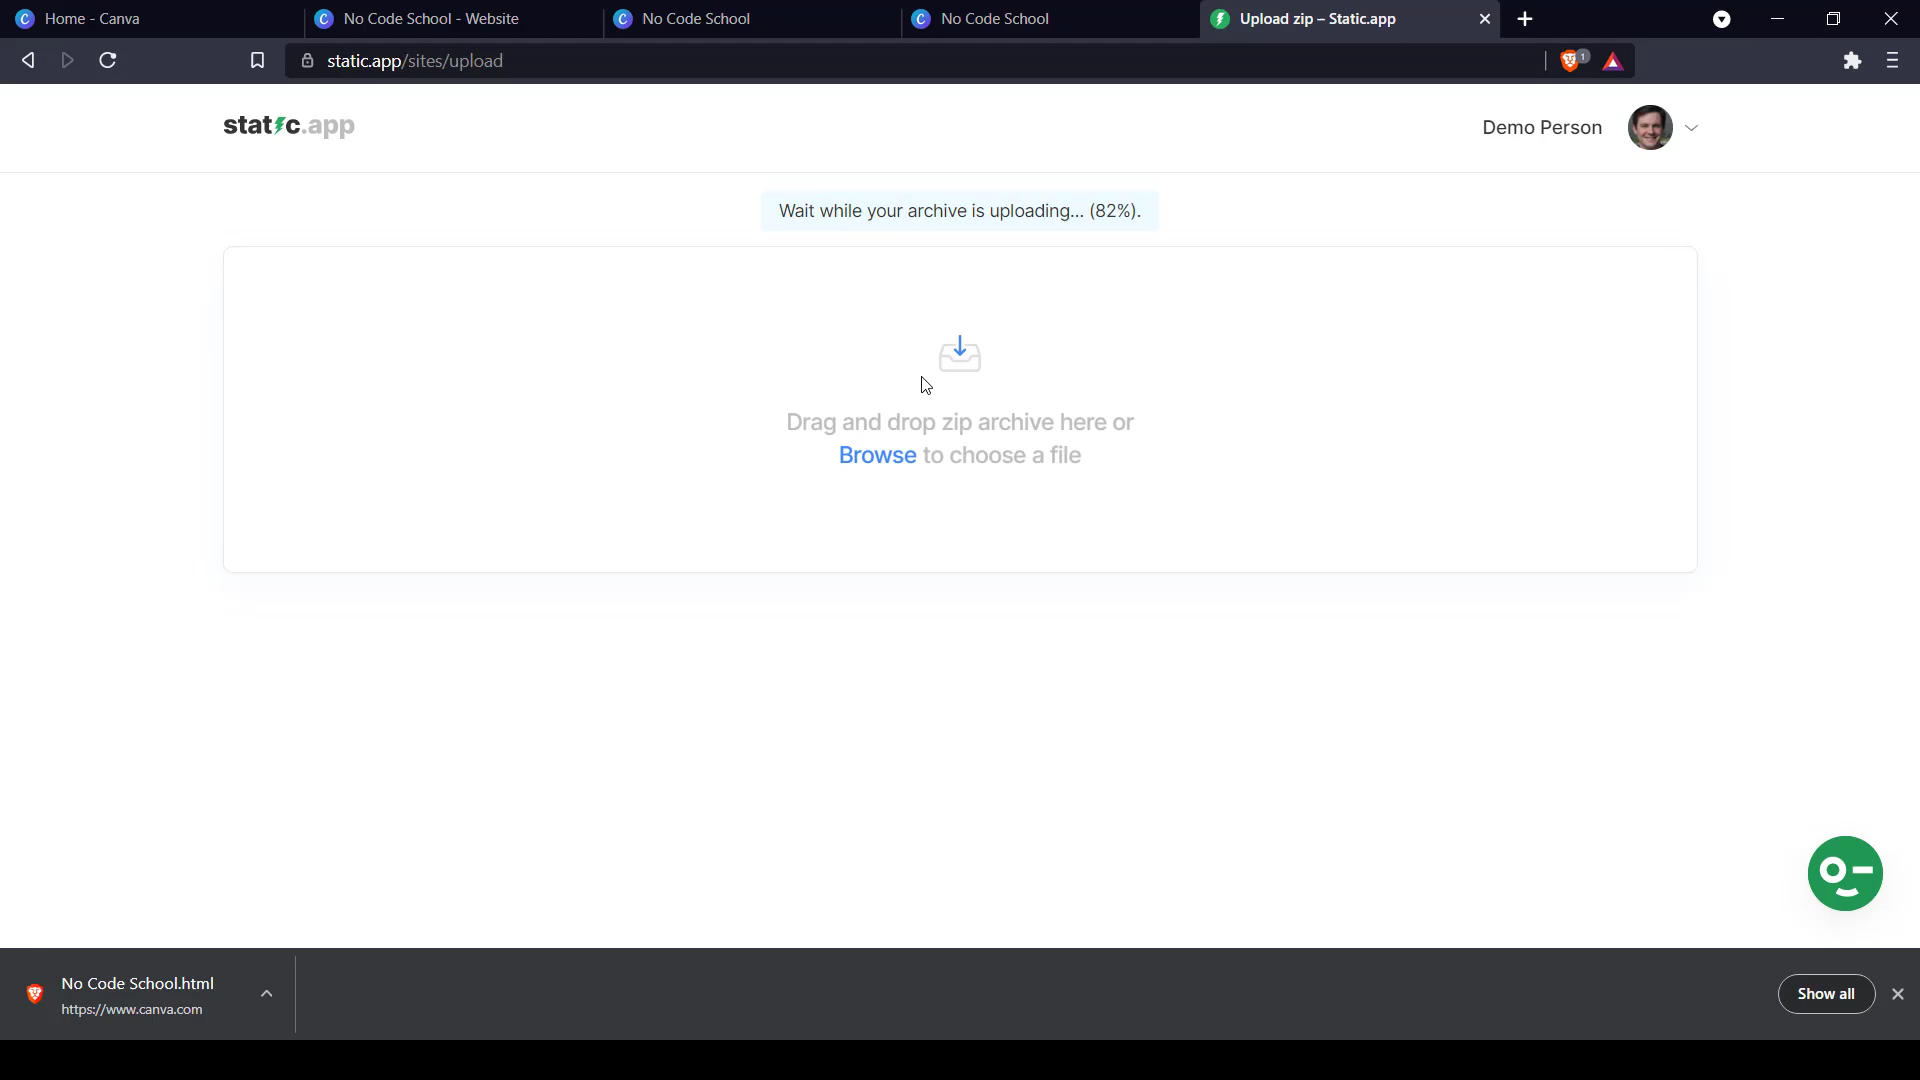 Home - Canva
No Code School - Website
No Code School
No Code School
Upload zip – Static.app
static.app/sites/upload
1
static.app
Demo Person
Wait while your archive is uploading... (82%).
Drag and drop zip archive here or
Browse to choose a file
No Code School.html
https://www.canva.com
Show all